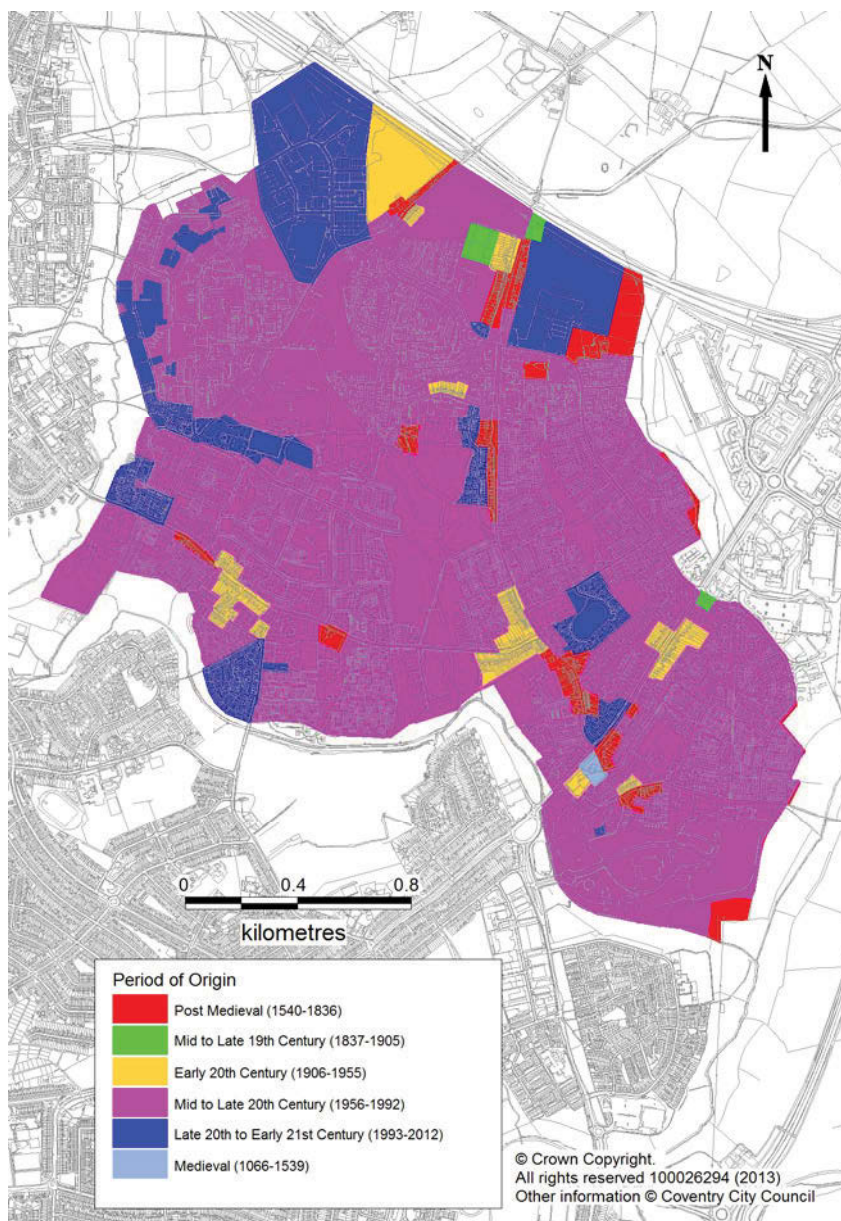 N
0 0.4 0.8
kilometres
Period of Origin
Post Medieval (1540-1836)
Mid to Late 19th Century (1837-1905)
Early 20th Century (1906-1955)
Mid to Late 20th Century (1956-1992)
Late 20th to Early 21st Century (1993-2012)
Medieval (1066-1539)
© Crown Copyright.
All rights reserved 100026294 (2013)
Other information © Coventry City Council